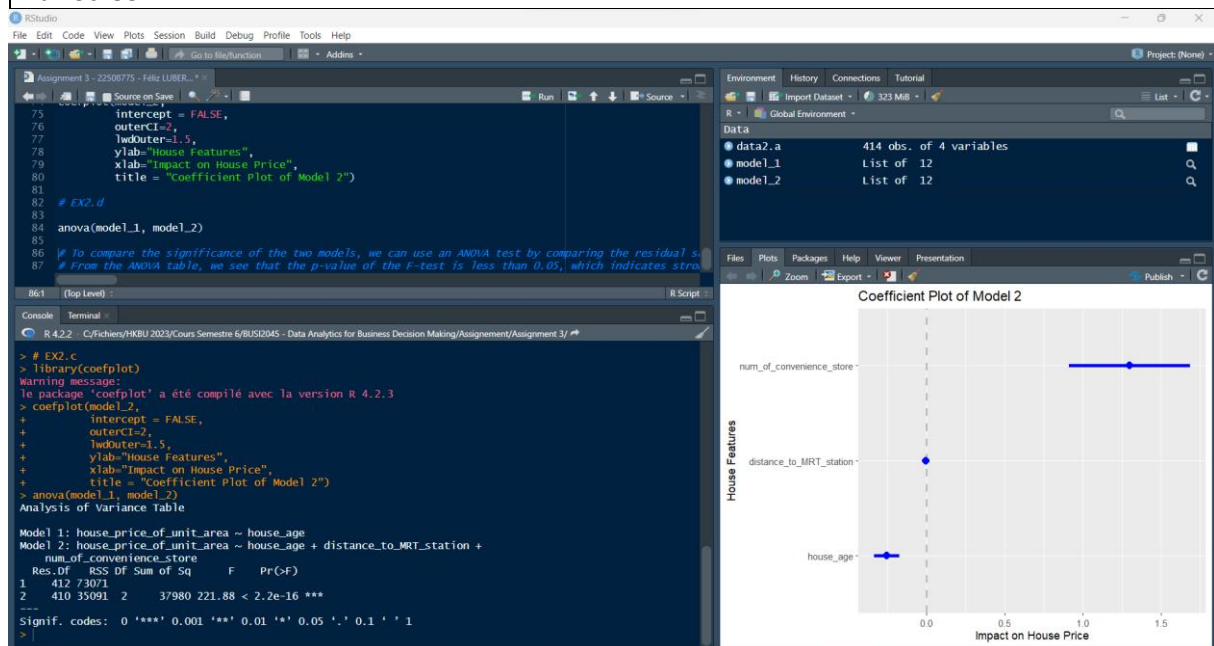 RStudio
File Edit Code View Plots Session Build Debug Profile Tools Help
Go to file/function
Addins
Project: (None)
Assignment 3 - 22508775 - Féliz LUBER...*
Source on Save
Run
Source
75 intercept = FALSE,
76 outerCI=2,
77 lwdOuter=1.5,
78 ylab="House Features",
79 xlab="Impact on House Price",
80 title = "Coefficient Plot of Model 2")
81
82 # EX2.d
83
84 anova(model_1, model_2)
85
86 # To compare the significance of the two models, we can use an ANOVA test by comparing the residual s
87 # From the ANOVA table, we see that the p-value of the F-test is less than 0.05, which indicates stro
86:1 (Top Level)
R Script
Console Terminal
R 4.2.2 · C:/Fichiers/HKBU 2023/Cours Semestre 6/BUSI2045 - Data Analytics for Business Decision Making/Assignement/Assignment 3/
> # EX2.c
> library(coefplot)
Warning message:
le package ‘coefplot’ a été compilé avec la version R 4.2.3
> coefplot(model_2,
+ intercept = FALSE,
+ outerCI=2,
+ lwdOuter=1.5,
+ ylab="House Features",
+ xlab="Impact on House Price",
+ title = "Coefficient Plot of Model 2")
> anova(model_1, model_2)
Analysis of Variance Table
Model 1: house_price_of_unit_area ~ house_age
Model 2: house_price_of_unit_area ~ house_age + distance_to_MRT_station +
num_of_convenience_store
Res.Df RSS Df Sum of Sq F Pr(>F)
1 412 73071
2 410 35091 2 37980 221.88 < 2.2e-16 ***
---
Signif. codes: 0 ‘***’ 0.001 ‘**’ 0.01 ‘*’ 0.05 ‘.’ 0.1 ‘ ’ 1
>
Environment History Connections Tutorial
Import Dataset
323 MiB
List
R Global Environment
Data
data2.a 414 obs. of 4 variables
model_1 List of 12
model_2 List of 12
Files Plots Packages Help Viewer Presentation
Zoom Export
Publish
Coefficient Plot of Model 2
num_of_convenience_store
distance_to_MRT_station
house_age
House Features
0.0 0.5 1.0 1.5
Impact on House Price